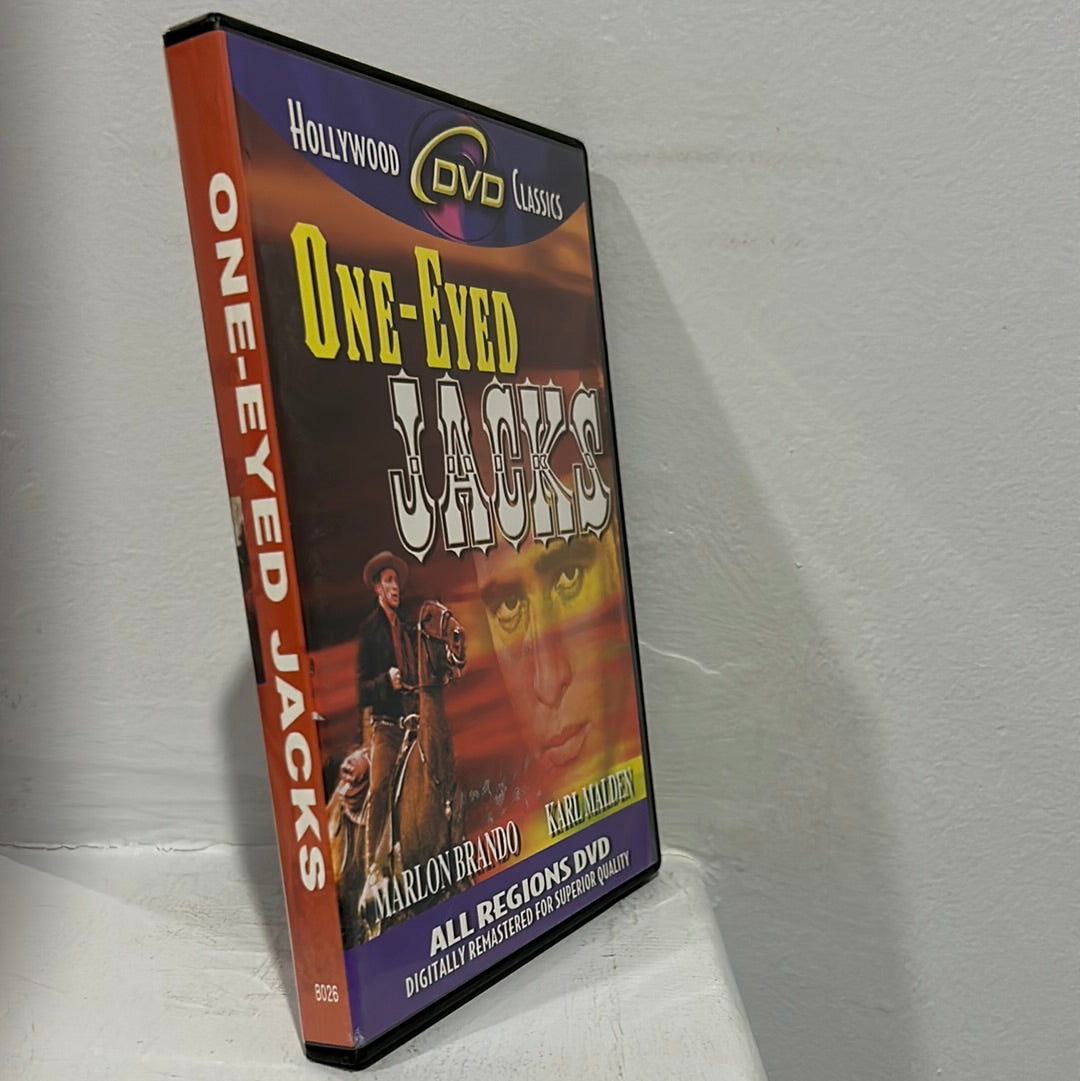 HOLLYWOOD DVD CLASSICS
ONE-EYED
JACKS
MARLON BRANDO KARL MALDEN
ALL REGIONS DVD
DIGITALLY REMASTERED FOR SUPERIOR QUALITY
ONE-EYED JACKS
8026